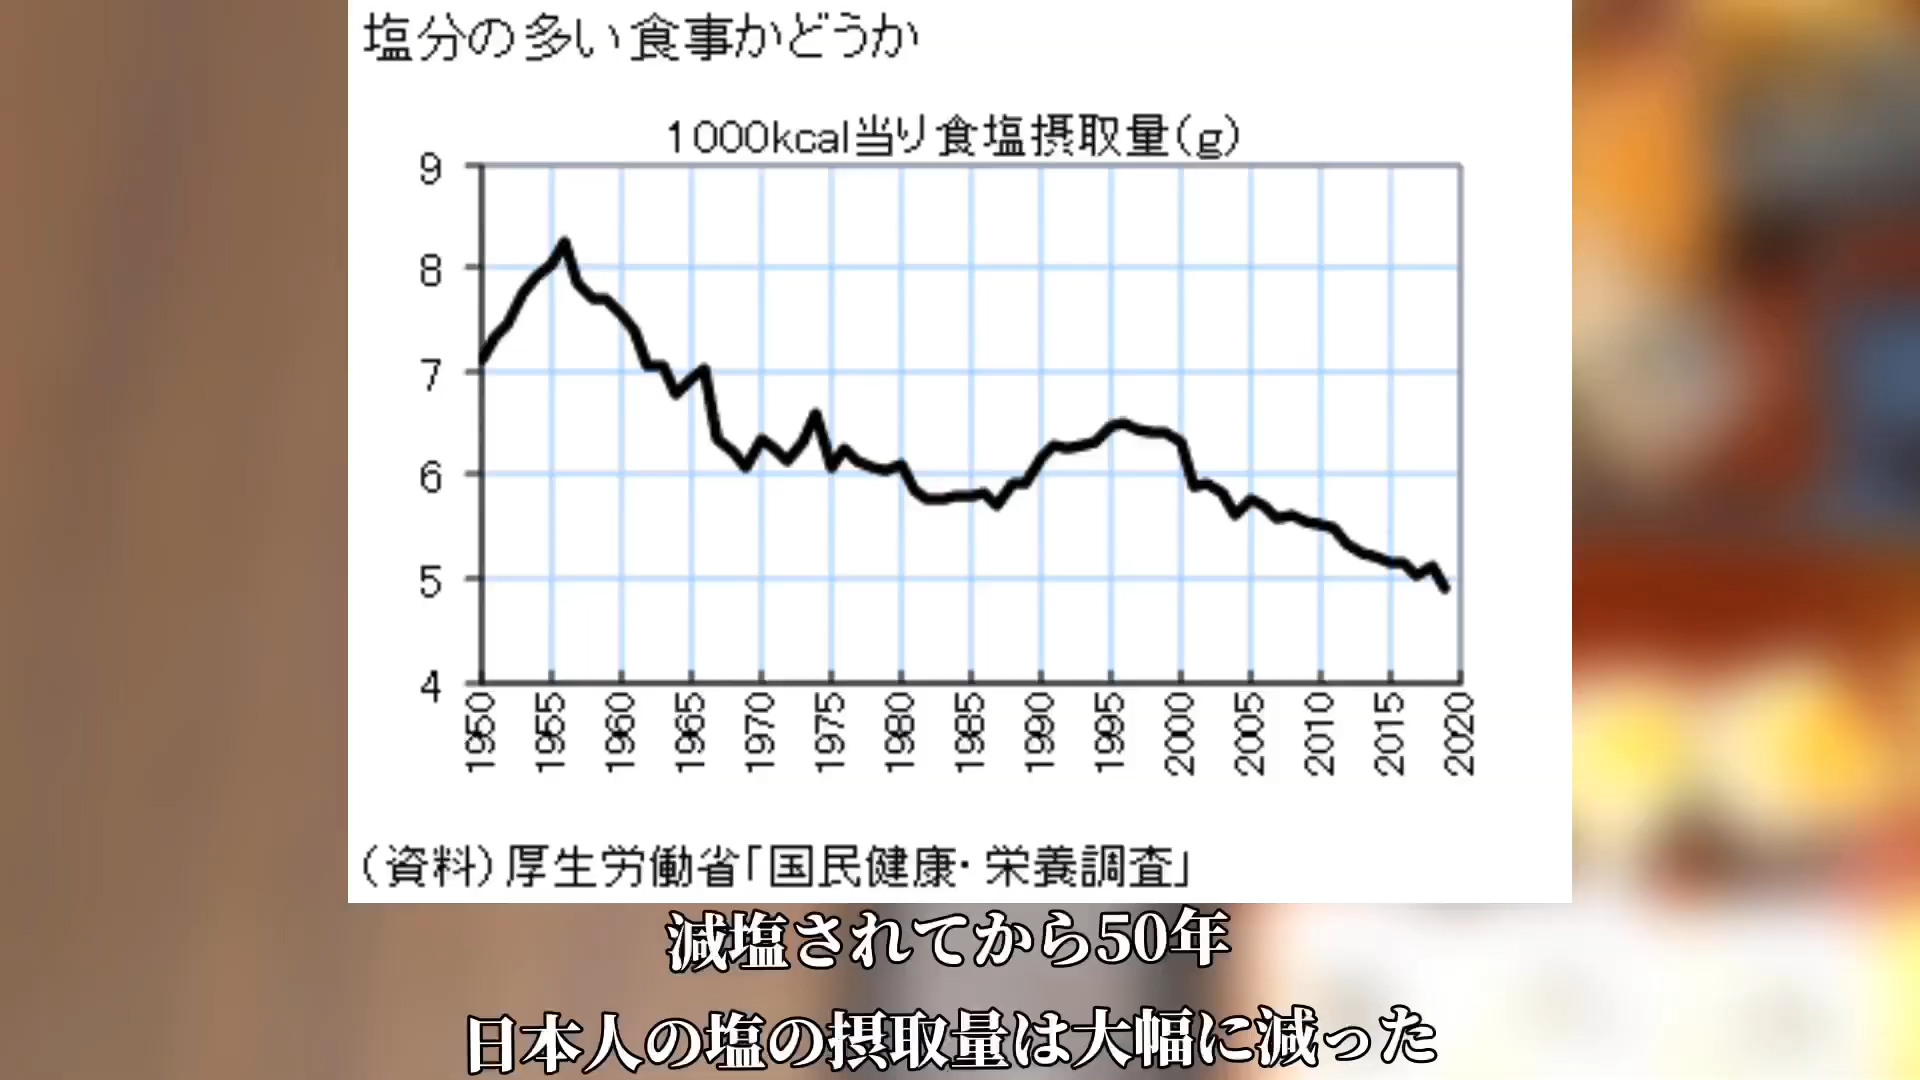 塩分の多い食事かどうか
1000kcal当り食塩摂取量(g)
9
8
7
6
5
4
1950 1955 1960 1965 1970 1975 1980 1985 1990 1995 2000 2005 2010 2015 2020
(資料)厚生労働省「国民健康・栄養調査」
減塩されてから50年
日本人の塩の摂取量は大幅に減った